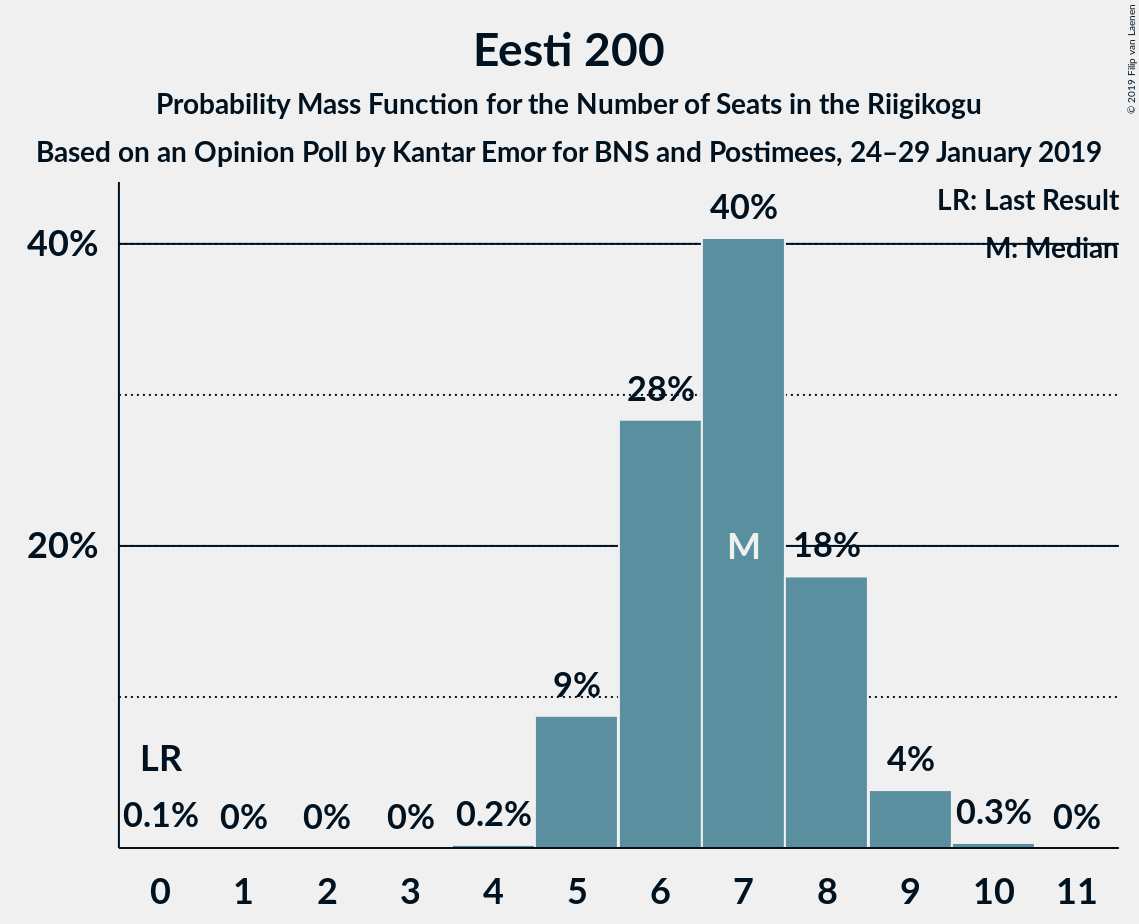 Eesti 200
Probability Mass Function for the Number of Seats in the Riigikogu
Based on an Opinion Poll by Kantar Emor for BNS and Postimees, 24–29 January 2019
© 2019 Filip van Laenen
LR: Last Result
M: Median
40%
20%
LR
0.1%
0%
0%
0%
0.2%
9%
28%
40%
M
18%
4%
0.3%
0%
0 1 2 3 4 5 6 7 8 9 10 11